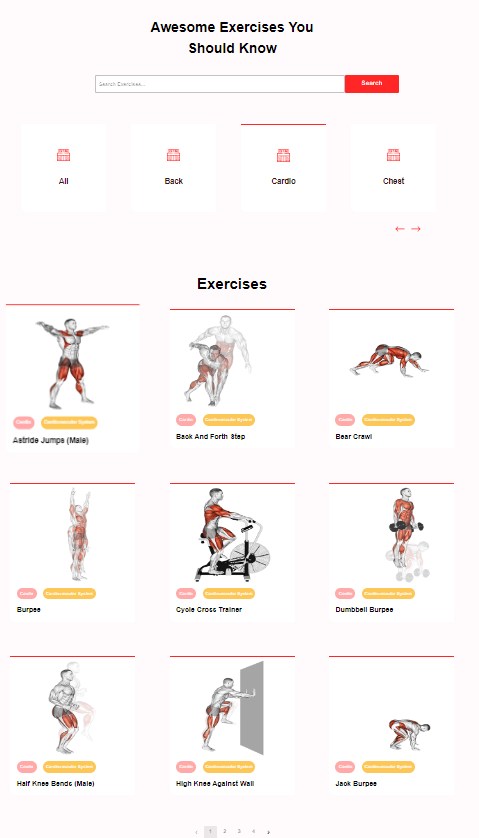 Awesome Exercises You
Should Know
Search Exercises...
Search
All
Back
Cardio
Chest
Exercises
Cardio
Cardiovascular System
Astride Jumps (Male)
Cardio
Cardiovascular System
Back And Forth Step
Cardio
Cardiovascular System
Bear Crawl
Cardio
Cardiovascular System
Burpee
Cardio
Cardiovascular System
Cycle Cross Trainer
Cardio
Cardiovascular System
Dumbbell Burpee
Cardio
Cardiovascular System
Half Knee Bends (Male)
Cardio
Cardiovascular System
High Knee Against Wall
Cardio
Cardiovascular System
Jack Burpee
‹ 1 2 3 4 ›